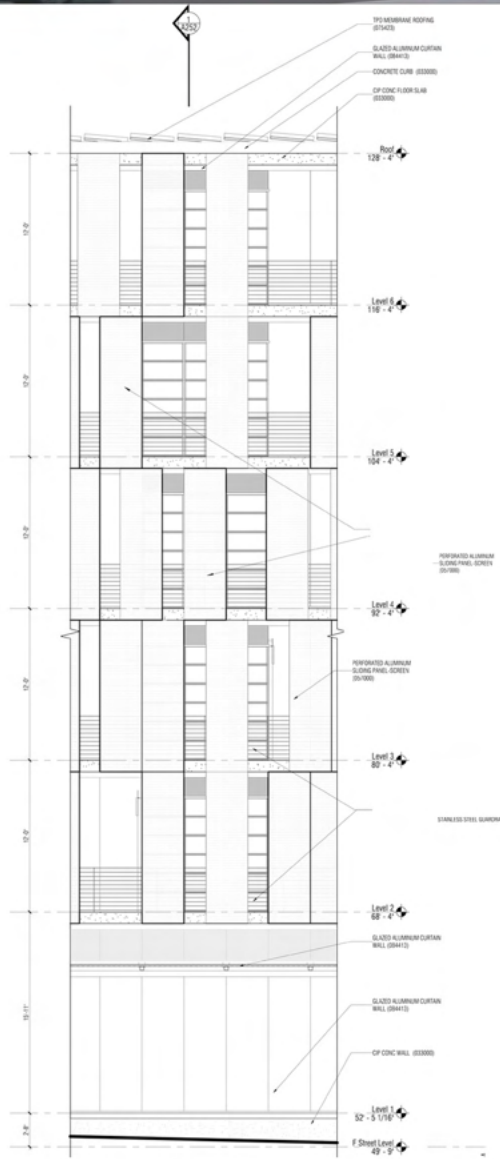 1
A252
TPO MEMBRANE ROOFING
(075423)
GLAZED ALUMINUM CURTAIN
WALL (084413)
CONCRETE CURB (033000)
CIP CONC FLOOR SLAB
(033000)
Roof
128' - 4"
12'-0"
Level 6
116' - 4"
12'-0"
Level 5
104' - 4"
12'-0"
PERFORATED ALUMINUM
SLIDING PANEL-SCREEN
Level 4
92' - 4"
12'-0"
PERFORATED ALUMINUM
SLIDING PANEL-SCREEN
Level 3
80' - 4"
12'-0"
STAINLESS STEEL
Level 2
68' - 4"
GLAZED ALUMINUM CURTAIN
WALL (084413)
15'-11"
GLAZED ALUMINUM CURTAIN
WALL (084413)
CIP CONC WALL (033000)
Level 1
52' - 5 1/16"
F Street Level
49' - 9"